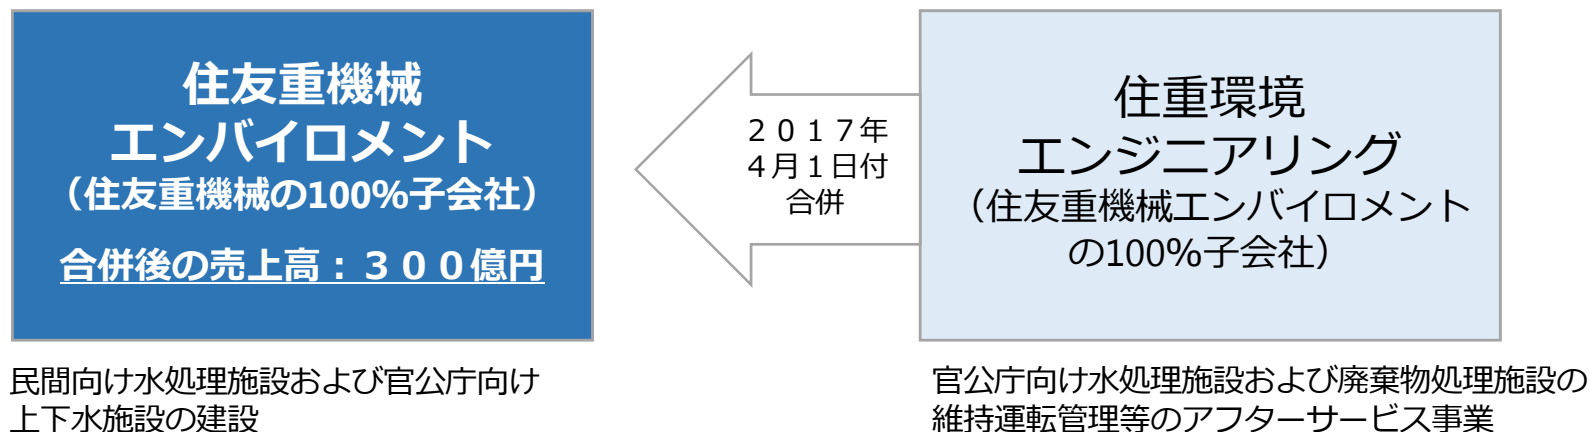 住友重機械
エンバイロメント
（住友重機械の100%子会社）
合併後の売上高：３００億円
２０１７年
４月１日付
合併
住重環境
エンジニアリング
（住友重機械エンバイロメント
の100%子会社）
民間向け水処理施設および官公庁向け
上下水施設の建設
官公庁向け水処理施設および廃棄物処理施設の
維持運転管理等のアフターサービス事業